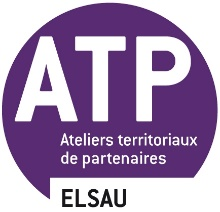 ATP
Ateliers territoriaux
de partenaires
ELSAU